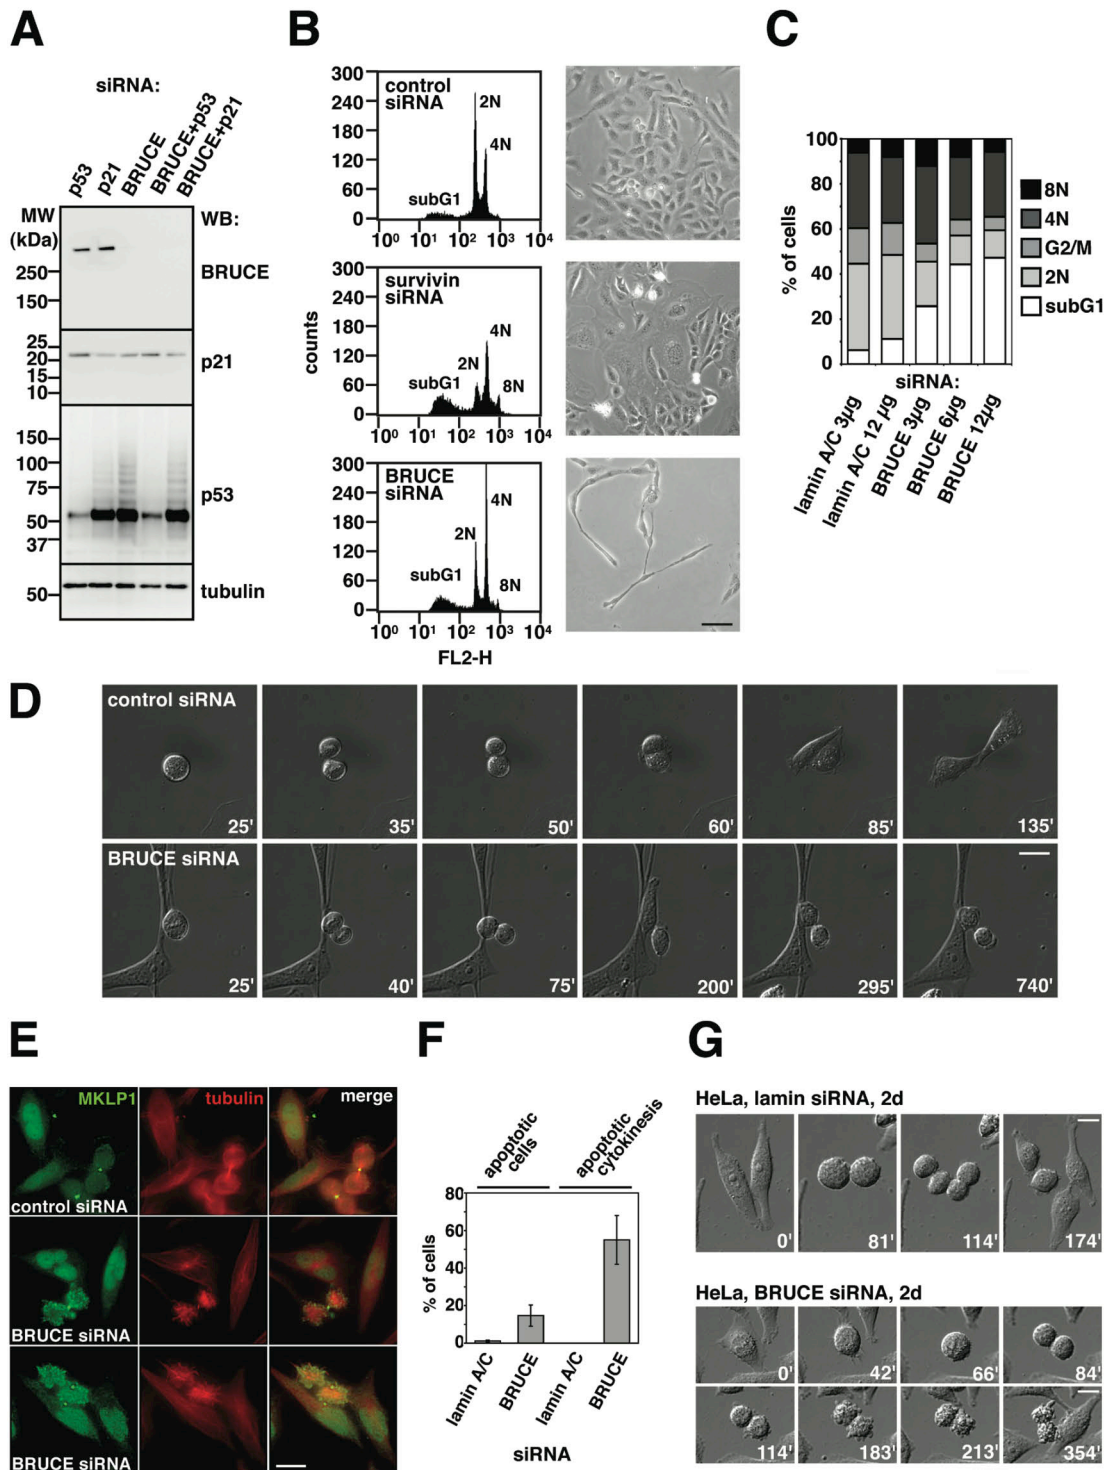 A
siRNA:
p53
p21
BRUCE
BRUCE+p53
BRUCE+p21
MW
(kDa)
WB:
250
150
BRUCE
25
20
15
10
p21
150
100
75
50
37
p53
50
tubulin
B
300
240
180
120
60
0
control
siRNA
2N
4N
subG1
10⁰ 10¹ 10² 10³ 10⁴
300
240
180
120
60
0
survivin
siRNA
4N
2N
subG1
8N
10⁰ 10¹ 10² 10³ 10⁴
counts
300
240
180
120
60
0
BRUCE
siRNA
4N
2N
subG1
8N
10⁰ 10¹ 10² 10³ 10⁴
FL2-H
C
100
80
60
40
20
0
% of cells
8N
4N
G2/M
2N
subG1
siRNA:
lamin A/C 3µg
lamin A/C 12 µg
BRUCE 3µg
BRUCE 6µg
BRUCE 12µg
D
control siRNA
25'
35'
50'
60'
85'
135'
BRUCE siRNA
25'
40'
75'
200'
295'
740'
E
MKLP1
tubulin
merge
control siRNA
BRUCE siRNA
BRUCE siRNA
F
apoptotic
cells
apoptotic
cytokinesis
80
60
40
20
0
% of cells
lamin A/C
BRUCE
lamin A/C
BRUCE
siRNA
G
HeLa, lamin siRNA, 2d
0'
81'
114'
174'
HeLa, BRUCE siRNA, 2d
0'
42'
66'
84'
114'
183'
213'
354'